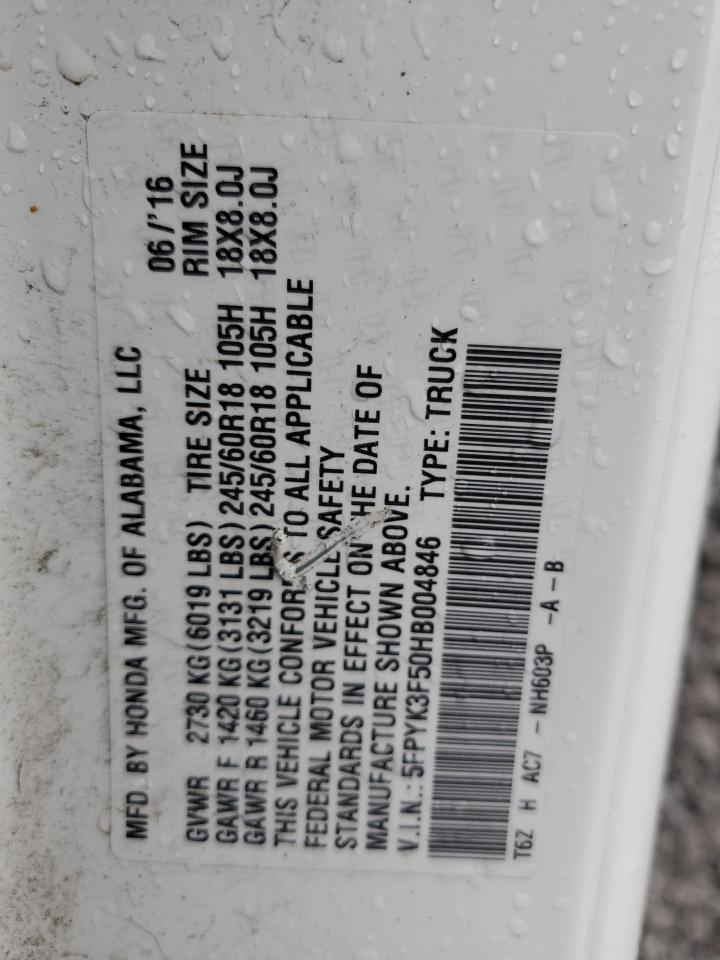 MFD. BY HONDA MFG. OF ALABAMA, LLC 06/'16
GVWR 2730 KG(6019 LBS) TIRE SIZE RIM SIZE
GAWR F 1420 KG(3131 LBS)245/60R18 105H 18X8.0J
GAWR R 1460 KG(3219 LBS)245/60R18 105H 18X8.0J
THIS VEHICLE CONFORMS TO ALL APPLICABLE
FEDERAL MOTOR VEHICLE SAFETY
STANDARDS IN EFFECT ON THE DATE OF
MANUFACTURE SHOWN ABOVE.
V.I.N.: 5FPYK3F50HB004846 TYPE: TRUCK
T6Z H AC7 - NH603P -A-B